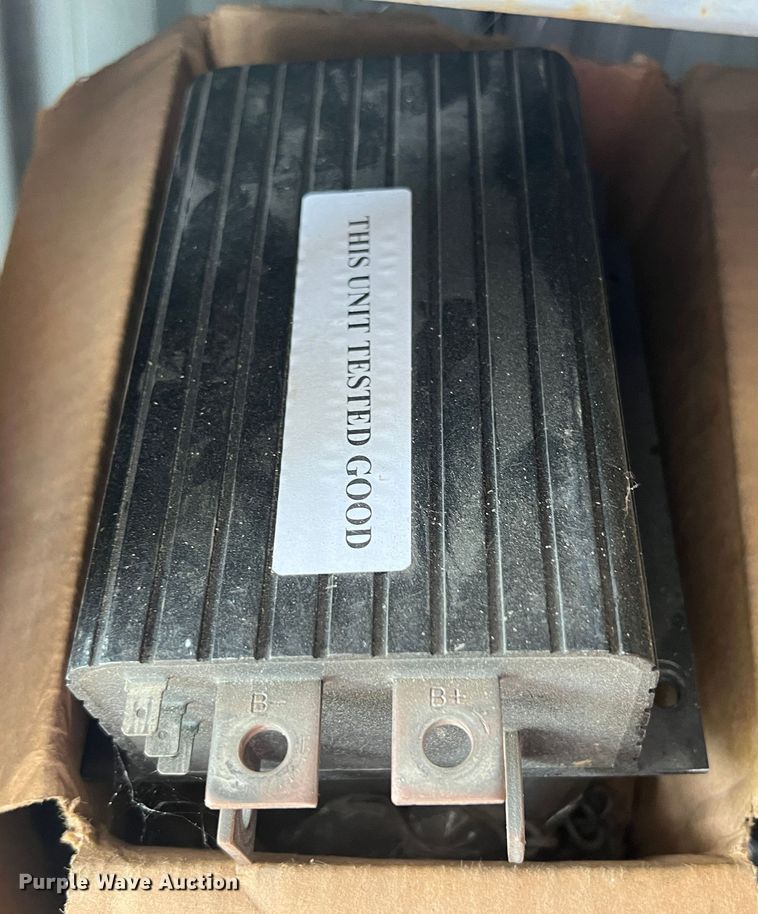 THIS UNIT TESTED GOOD
B- B+
Purple Wave Auction